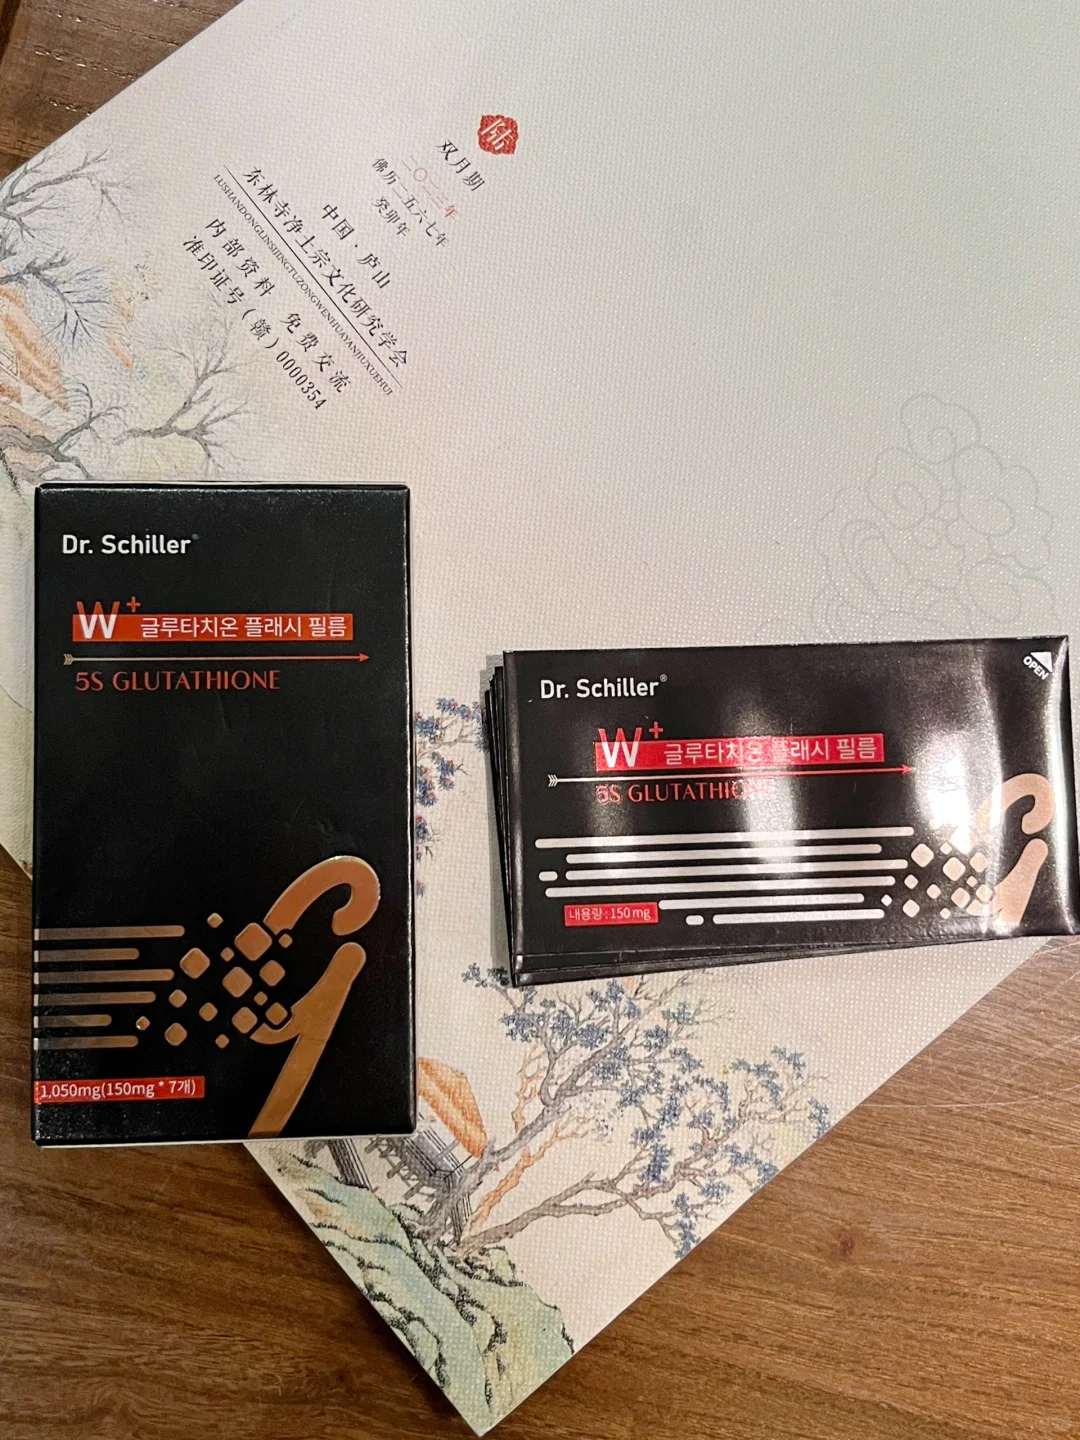 陆
双月期
二〇二三年
佛历二五六七年
癸卯年
中国·庐山
东林寺净土宗文化研究学会
LUSHANDONGLINSIJINGTUZONGWENHUAYANJIUXUEHUI
内部资料 免费交流
准印证号(赣)0000354
Dr. Schiller®
W+ 글루타치온 플래시 필름
5S GLUTATHIONE
1,050mg(150mg * 7개)
OPEN
Dr. Schiller®
W+ 글루타치온 플래시 필름
5S GLUTATHIONE
내용량 : 150mg